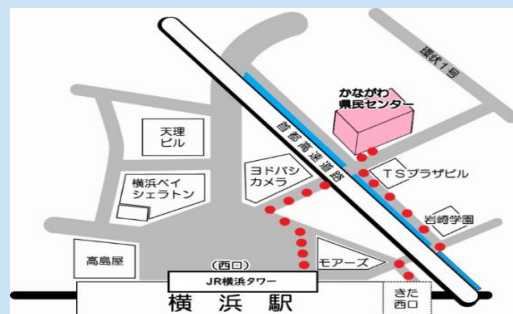 環状1号
かながわ
県民センター
首都高速道路
天理
ビル
ヨドバシ
カメラ
TSプラザビル
横浜ベイ
シェラトン
岩崎学園
高島屋
(西口)
モアーズ
JR横浜タワー
横浜駅
きた
西口